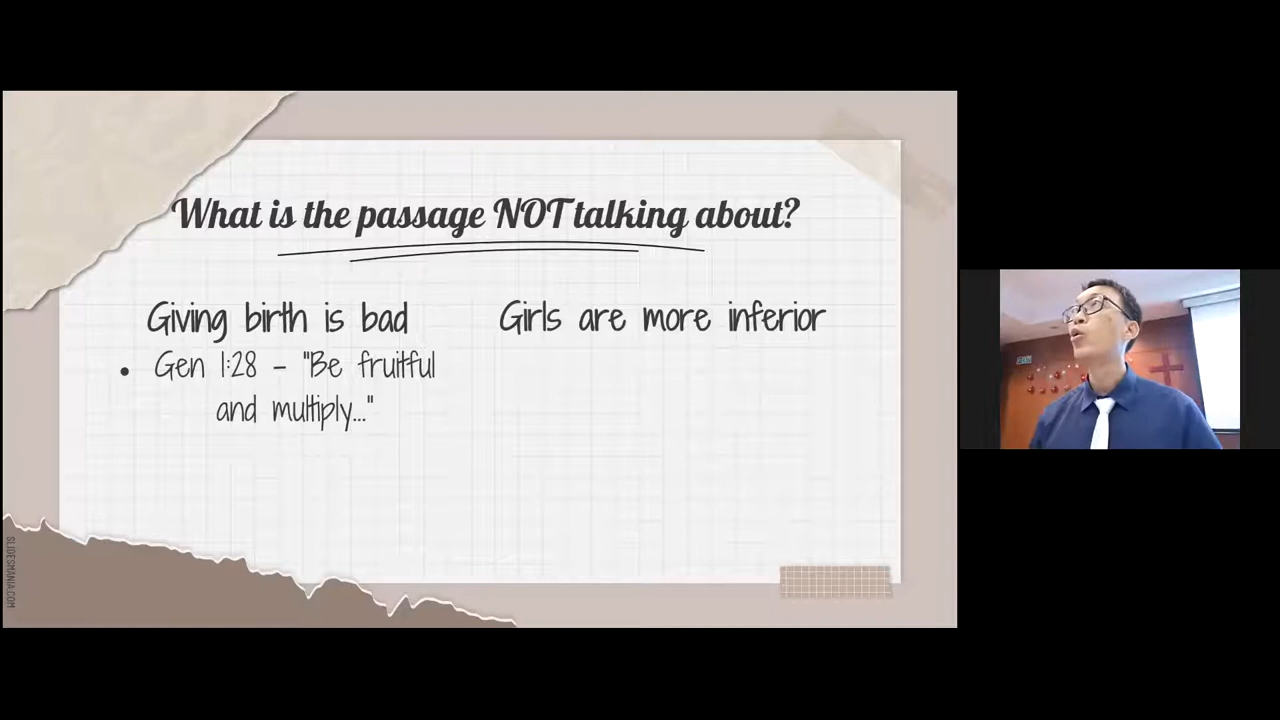 What is the passage NOT talking about?
Giving birth is bad
• Gen 1:28 - "Be fruitful
and multiply..."
Girls are more inferior
SLIDESMANIA.COM